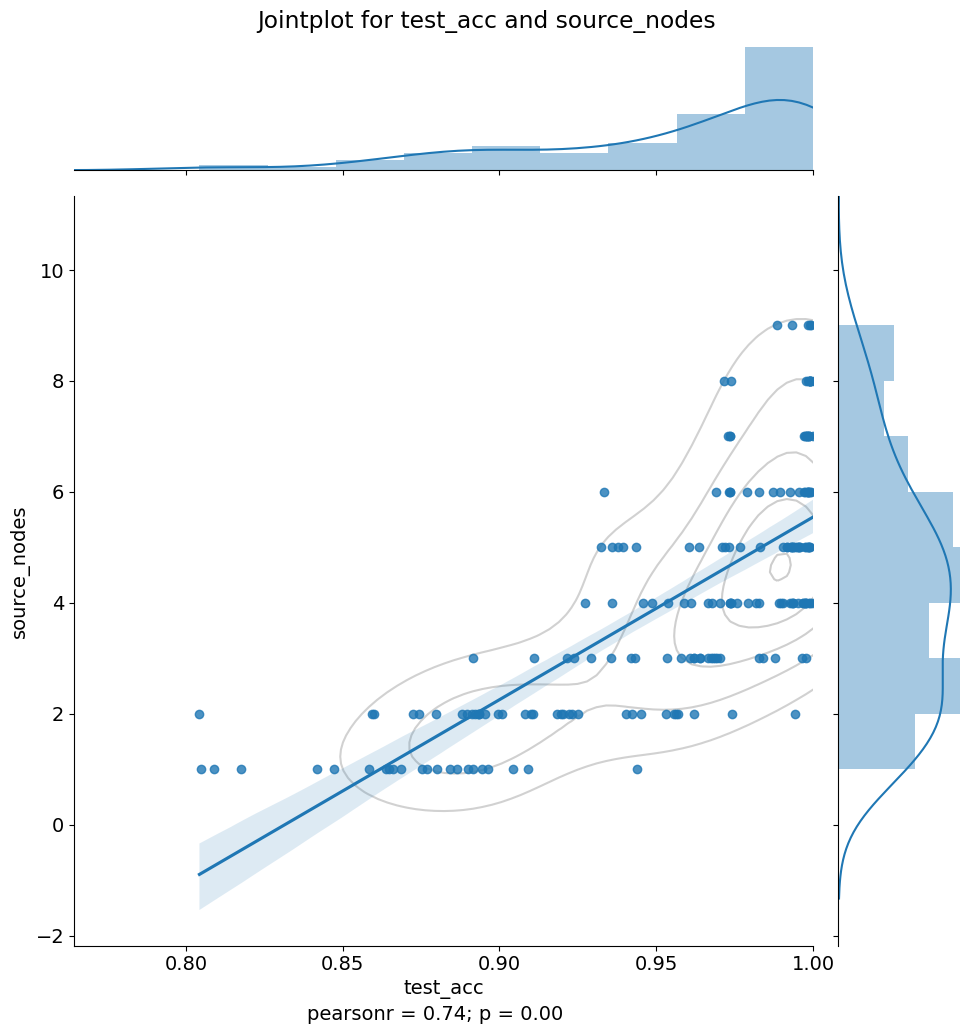 Jointplot for test_acc and source_nodes
10
8
6
4
2
0
−2
source_nodes
0.80 0.85 0.90 0.95 1.00
test_acc
pearsonr = 0.74; p = 0.00